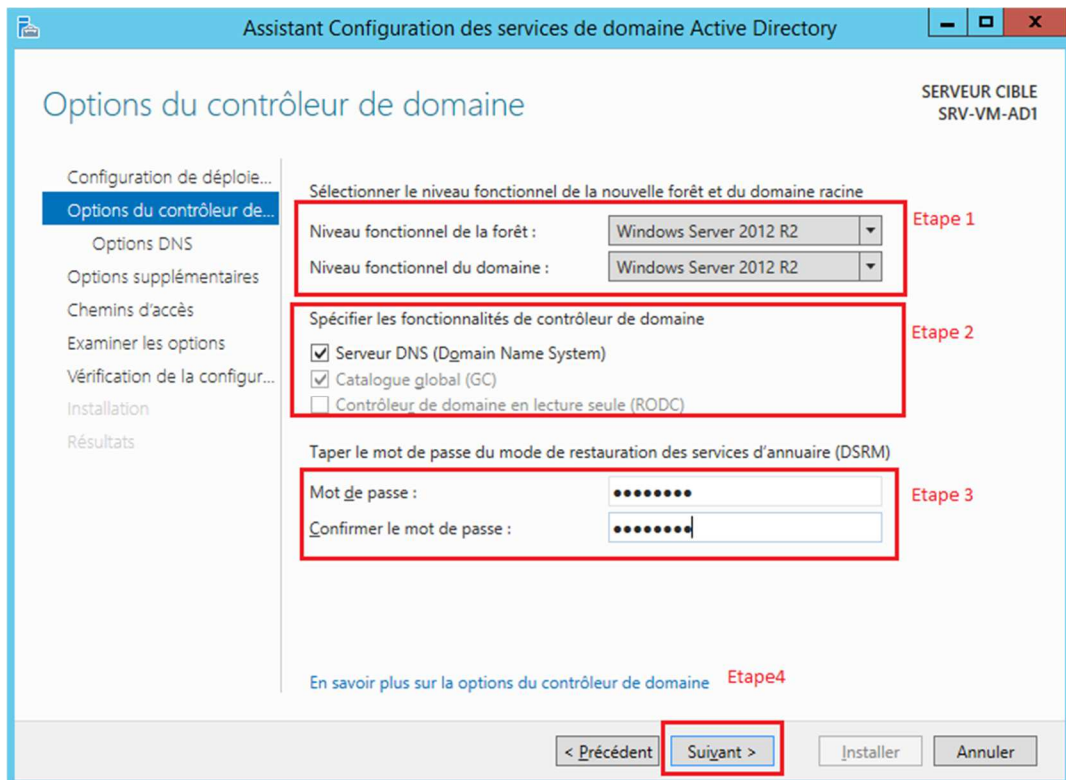 Assistant Configuration des services de domaine Active Directory
Options du contrôleur de domaine
SERVEUR CIBLE
SRV-VM-AD1
Configuration de déploie...
Options du contrôleur de...
Options DNS
Options supplémentaires
Chemins d'accès
Examiner les options
Vérification de la configur...
Installation
Résultats
Sélectionner le niveau fonctionnel de la nouvelle forêt et du domaine racine
Etape 1
Niveau fonctionnel de la forêt : Windows Server 2012 R2
Niveau fonctionnel du domaine : Windows Server 2012 R2
Spécifier les fonctionnalités de contrôleur de domaine
Etape 2
Serveur DNS (Domain Name System)
Catalogue global (GC)
Contrôleur de domaine en lecture seule (RODC)
Taper le mot de passe du mode de restauration des services d'annuaire (DSRM)
Mot de passe : ●●●●●●●●
Etape 3
Confirmer le mot de passe : ●●●●●●●●
En savoir plus sur la options du contrôleur de domaine
Etape4
< Précédent Suivant > Installer Annuler